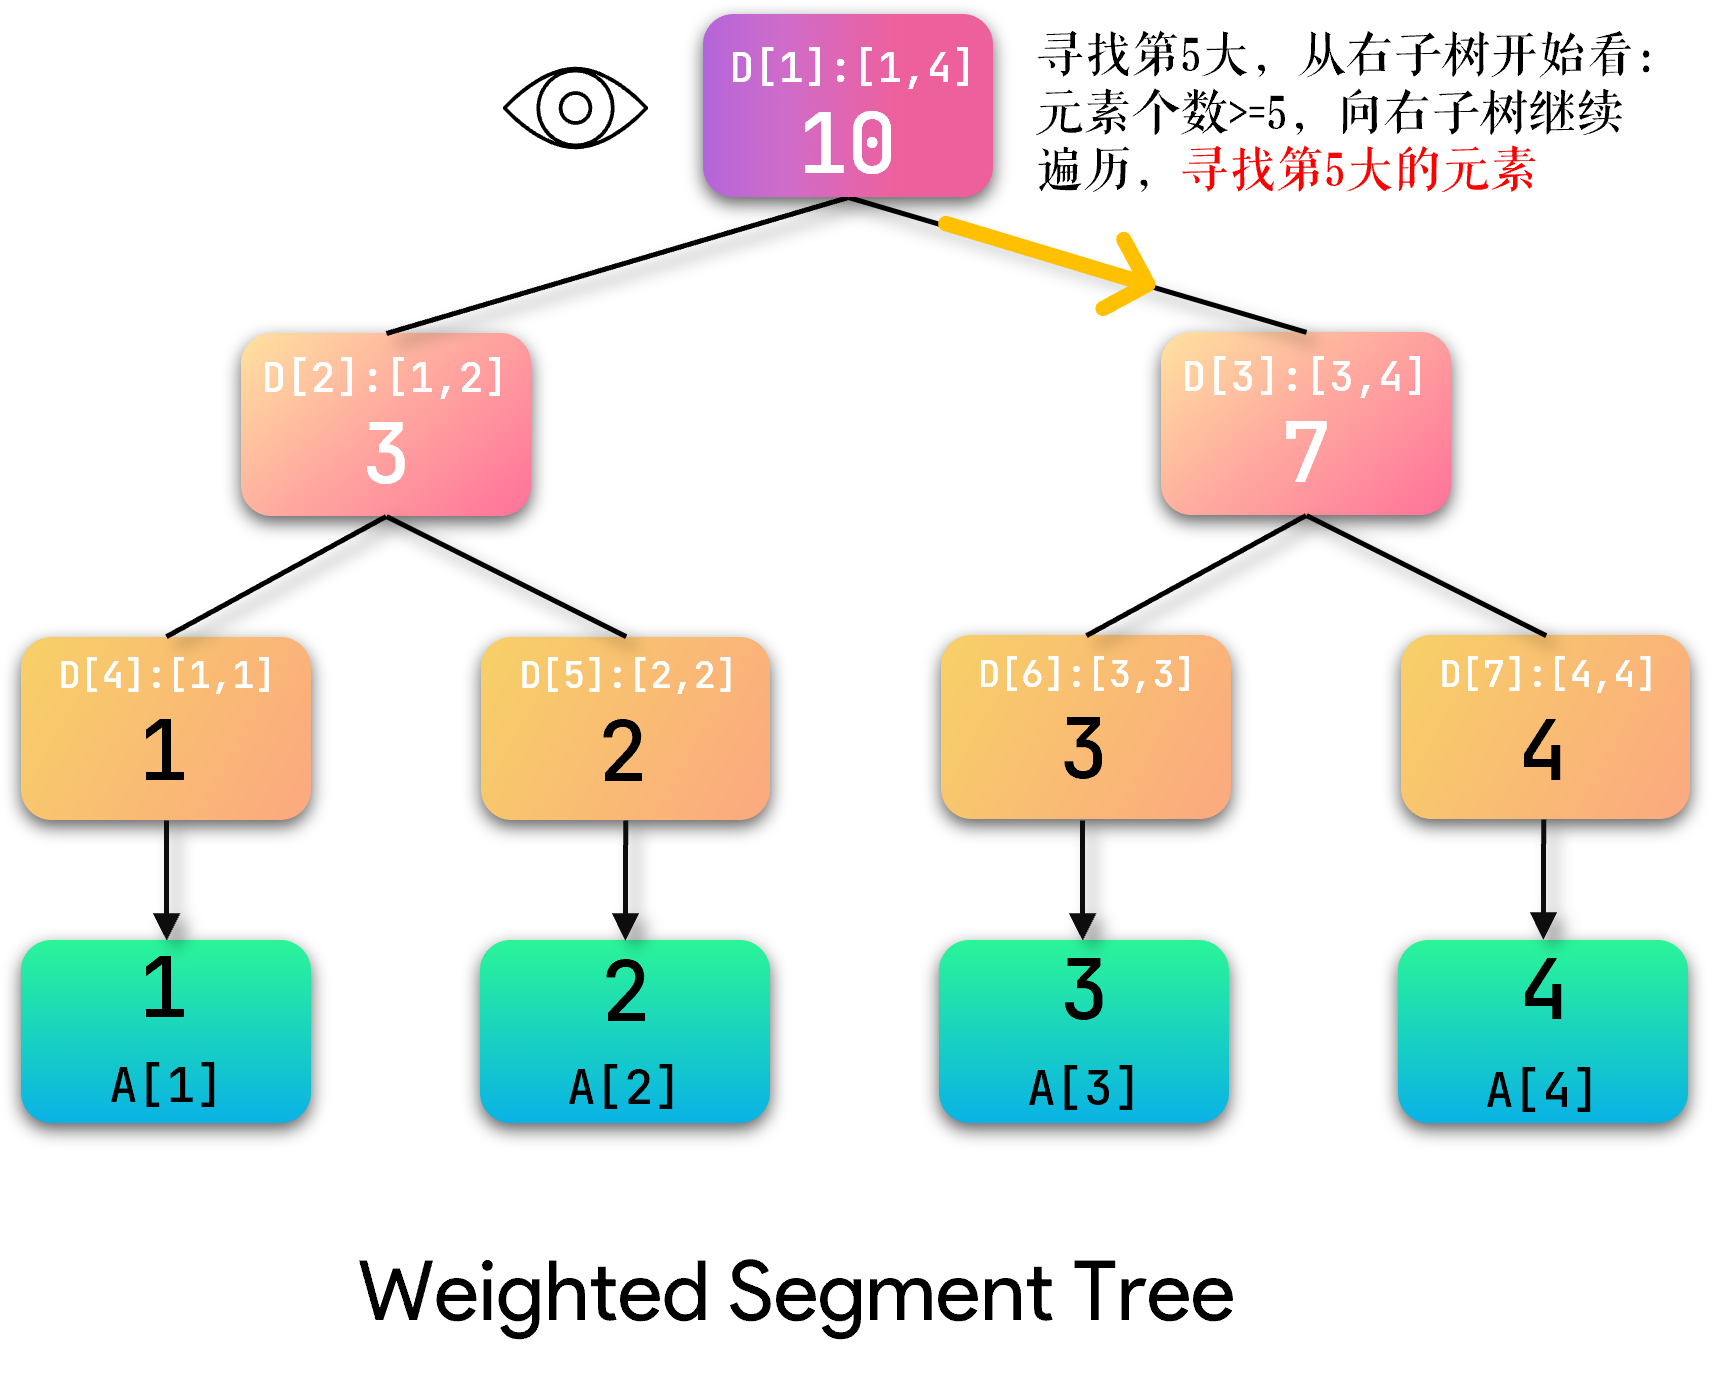 D[1]:[1,4]
10
寻找第5大，从右子树开始看：
元素个数>=5，向右子树继续
遍历，寻找第5大的元素
D[2]:[1,2]
3
D[3]:[3,4]
7
D[4]:[1,1]
1
D[5]:[2,2]
2
D[6]:[3,3]
3
D[7]:[4,4]
4
1
A[1]
2
A[2]
3
A[3]
4
A[4]
Weighted Segment Tree